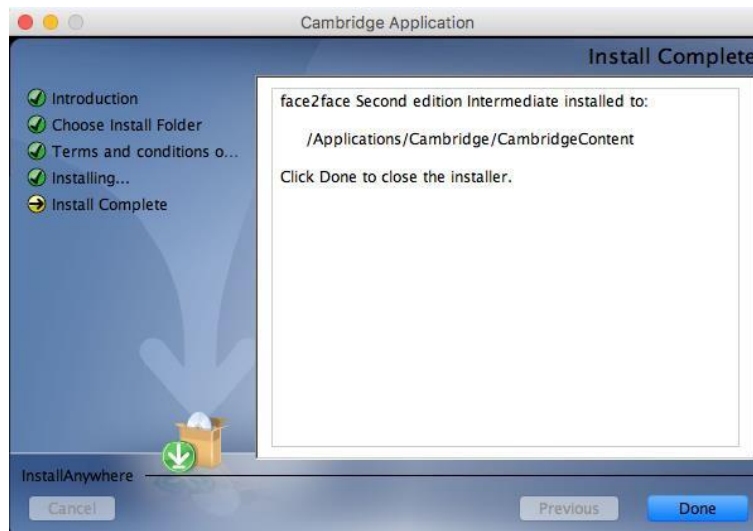 Cambridge Application
Install Complete
Introduction
Choose Install Folder
Terms and conditions o...
Installing...
Install Complete
face2face Second edition Intermediate installed to:
/Applications/Cambridge/CambridgeContent
Click Done to close the installer.
InstallAnywhere
Cancel
Previous
Done